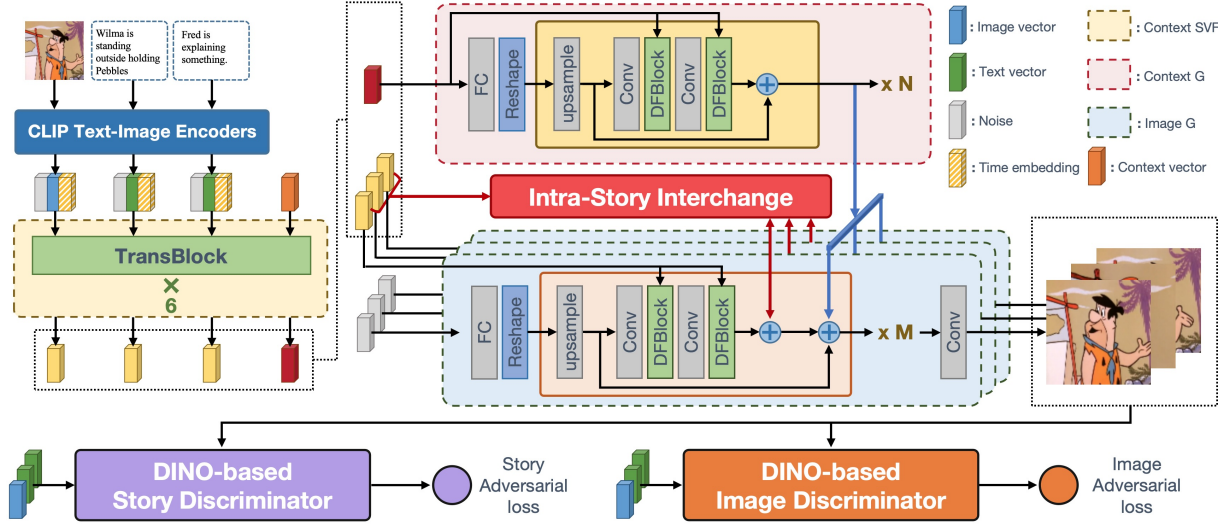 Wilma is
standing
outside holding
Pebbles
Fred is
explaining
something.
CLIP Text-Image Encoders
TransBlock
×
6
FC
Reshape
upsample
Conv
DFBlock
Conv
DFBlock
x N
Intra-Story Interchange
FC
Reshape
upsample
Conv
DFBlock
Conv
DFBlock
x M
Conv
: Image vector
: Text vector
: Noise
: Time embedding
: Context SVF
: Context G
: Image G
: Context vector
DINO-based
Story Discriminator
Story
Adversarial
loss
DINO-based
Image Discriminator
Image
Adversarial
loss